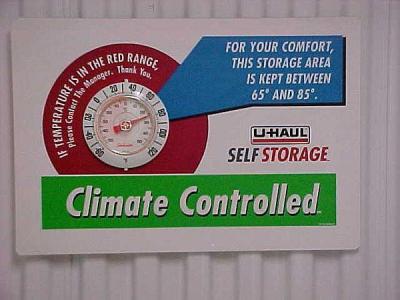 IF TEMPERATURE IS IN THE RED RANGE,
Please Contact The Manager. Thank You.
FOR YOUR COMFORT,
THIS STORAGE AREA
IS KEPT BETWEEN
65° AND 85°.
U-HAUL
SELF STORAGE
Climate Controlled